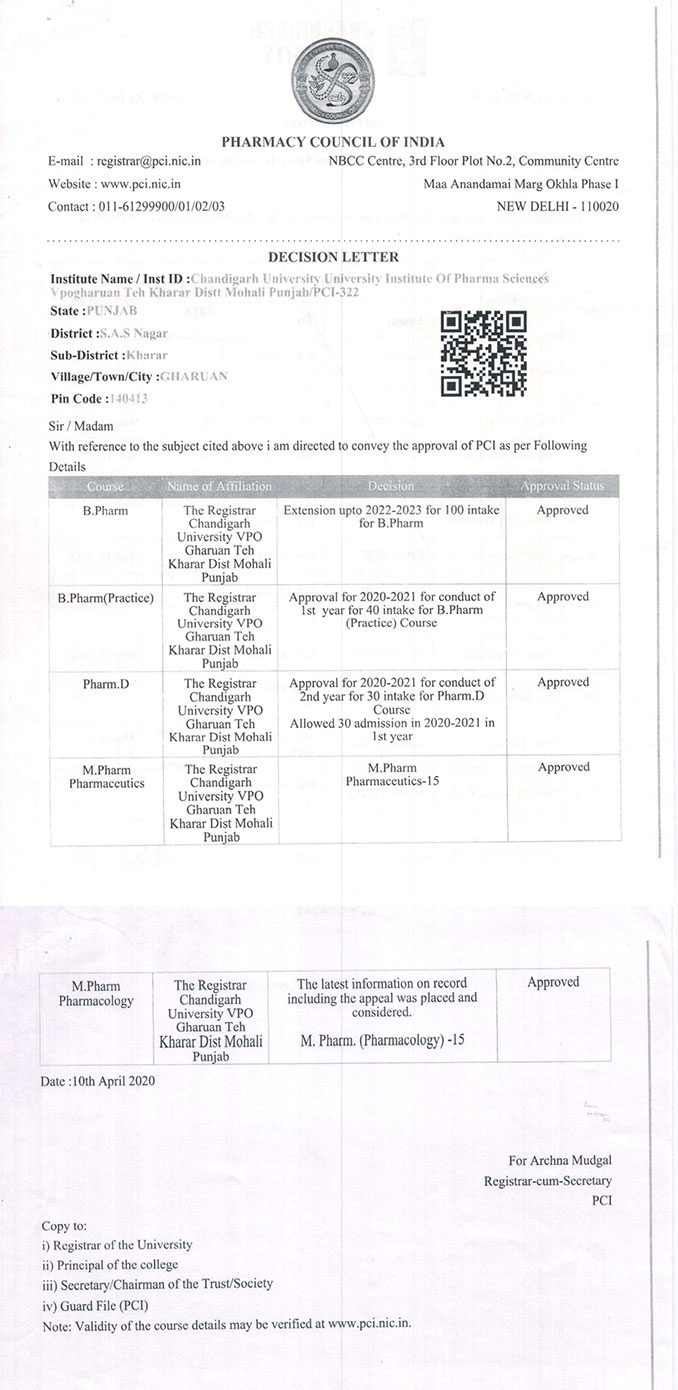 PHARMACY COUNCIL OF INDIA
E-mail : registrar@pci.nic.in NBCC Centre, 3rd Floor Plot No.2, Community Centre
Website : www.pci.nic.in Maa Anandamai Marg Okhla Phase I
Contact : 011-61299900/01/02/03 NEW DELHI - 110020
DECISION LETTER
Institute Name / Inst ID :Chandigarh University University Institute Of Pharma Sciences
Vpogharuan Teh Kharar Distt Mohali Punjab/PCI-322
State :PUNJAB
District :S.A.S Nagar
Sub-District :Kharar
Village/Town/City :GHARUAN
Pin Code :140413
Sir / Madam
With reference to the subject cited above i am directed to convey the approval of PCI as per Following
Details
Course Name of Affiliation Decision Approval Status
B.Pharm The Registrar Extension upto 2022-2023 for 100 intake Approved
Chandigarh for B.Pharm
University VPO
Gharuan Teh
Kharar Dist Mohali
Punjab
B.Pharm(Practice) The Registrar Approval for 2020-2021 for conduct of Approved
Chandigarh 1st year for 40 intake for B.Pharm
University VPO (Practice) Course
Gharuan Teh
Kharar Dist Mohali
Punjab
Pharm.D The Registrar Approval for 2020-2021 for conduct of Approved
Chandigarh 2nd year for 30 intake for Pharm.D
University VPO Course
Gharuan Teh Allowed 30 admission in 2020-2021 in
Kharar Dist Mohali 1st year
Punjab
M.Pharm The Registrar M.Pharm Approved
Pharmaceutics Chandigarh Pharmaceutics-15
University VPO
Gharuan Teh
Kharar Dist Mohali
Punjab
M.Pharm The Registrar The latest information on record Approved
Pharmacology Chandigarh including the appeal was placed and
University VPO considered.
Gharuan Teh
Kharar Dist Mohali M. Pharm. (Pharmacology) -15
Punjab
Date :10th April 2020
For Archna Mudgal
Registrar-cum-Secretary
PCI
Copy to:
i) Registrar of the University
ii) Principal of the college
iii) Secretary/Chairman of the Trust/Society
iv) Guard File (PCI)
Note: Validity of the course details may be verified at www.pci.nic.in.